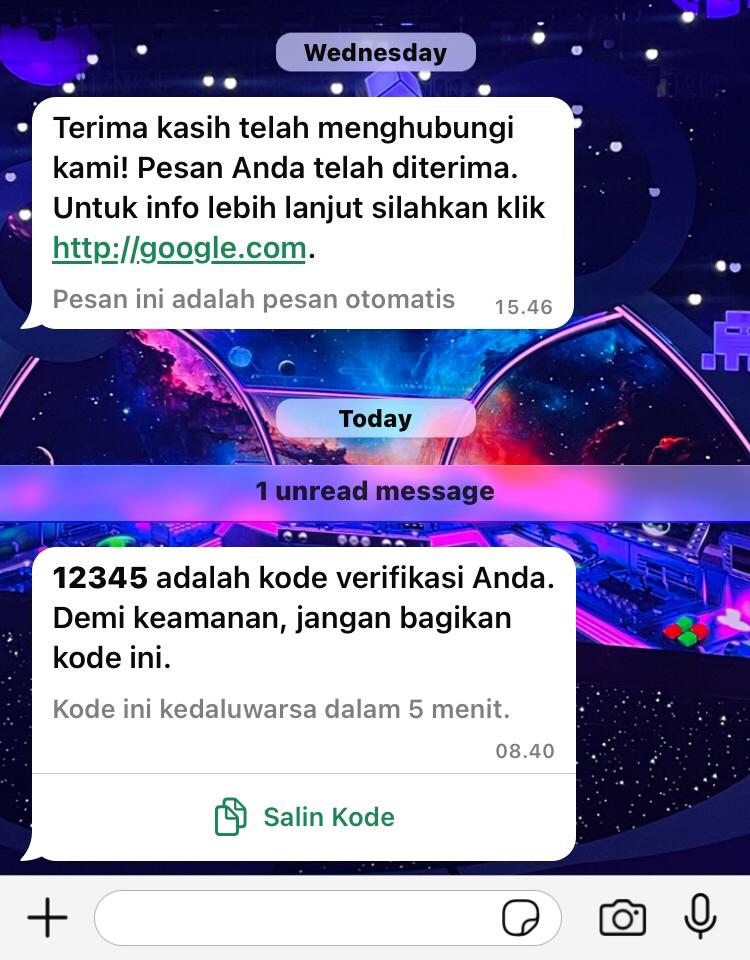 Wednesday
Terima kasih telah menghubungi
kami! Pesan Anda telah diterima.
Untuk info lebih lanjut silahkan klik
http://google.com.
Pesan ini adalah pesan otomatis
15.46
Today
1 unread message
12345 adalah kode verifikasi Anda.
Demi keamanan, jangan bagikan
kode ini.
Kode ini kedaluwarsa dalam 5 menit.
08.40
Salin Kode